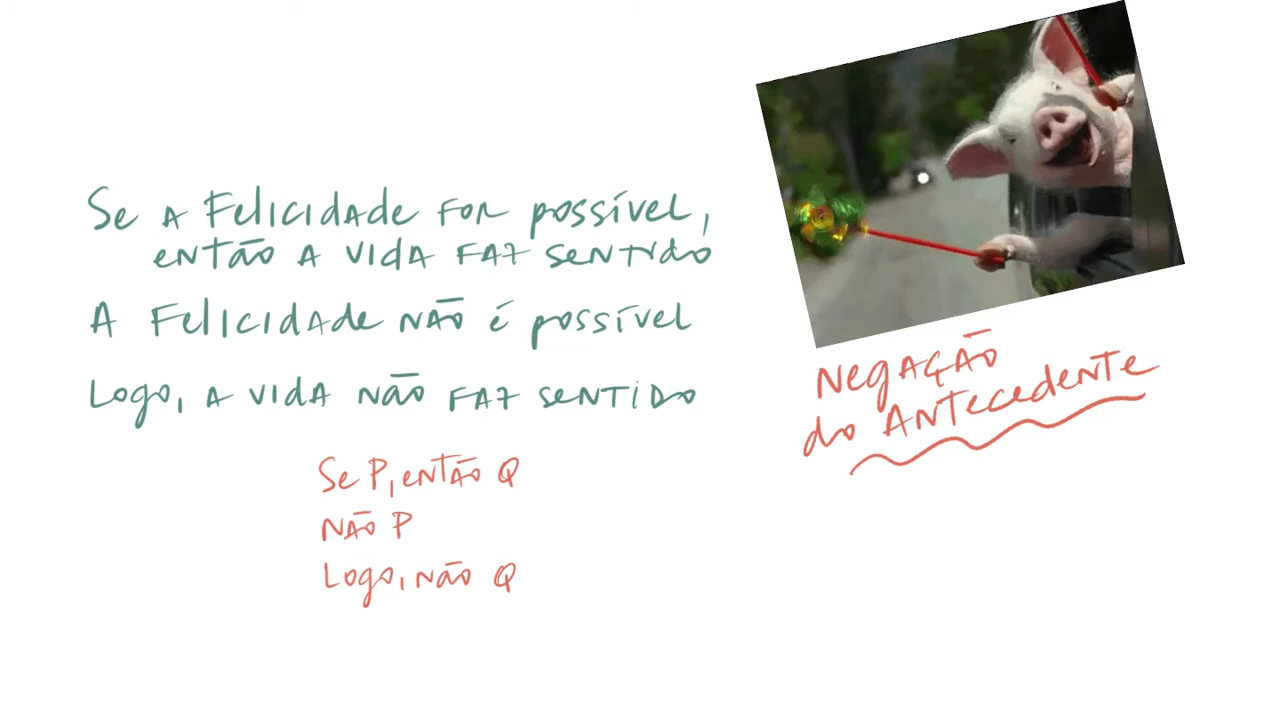 Se a Felicidade for possível,
então a vida faz sentido
A Felicidade não é possível
Logo, a vida não faz sentido
Se P, então Q
Não P
Logo, não Q
Negação
do Antecedente